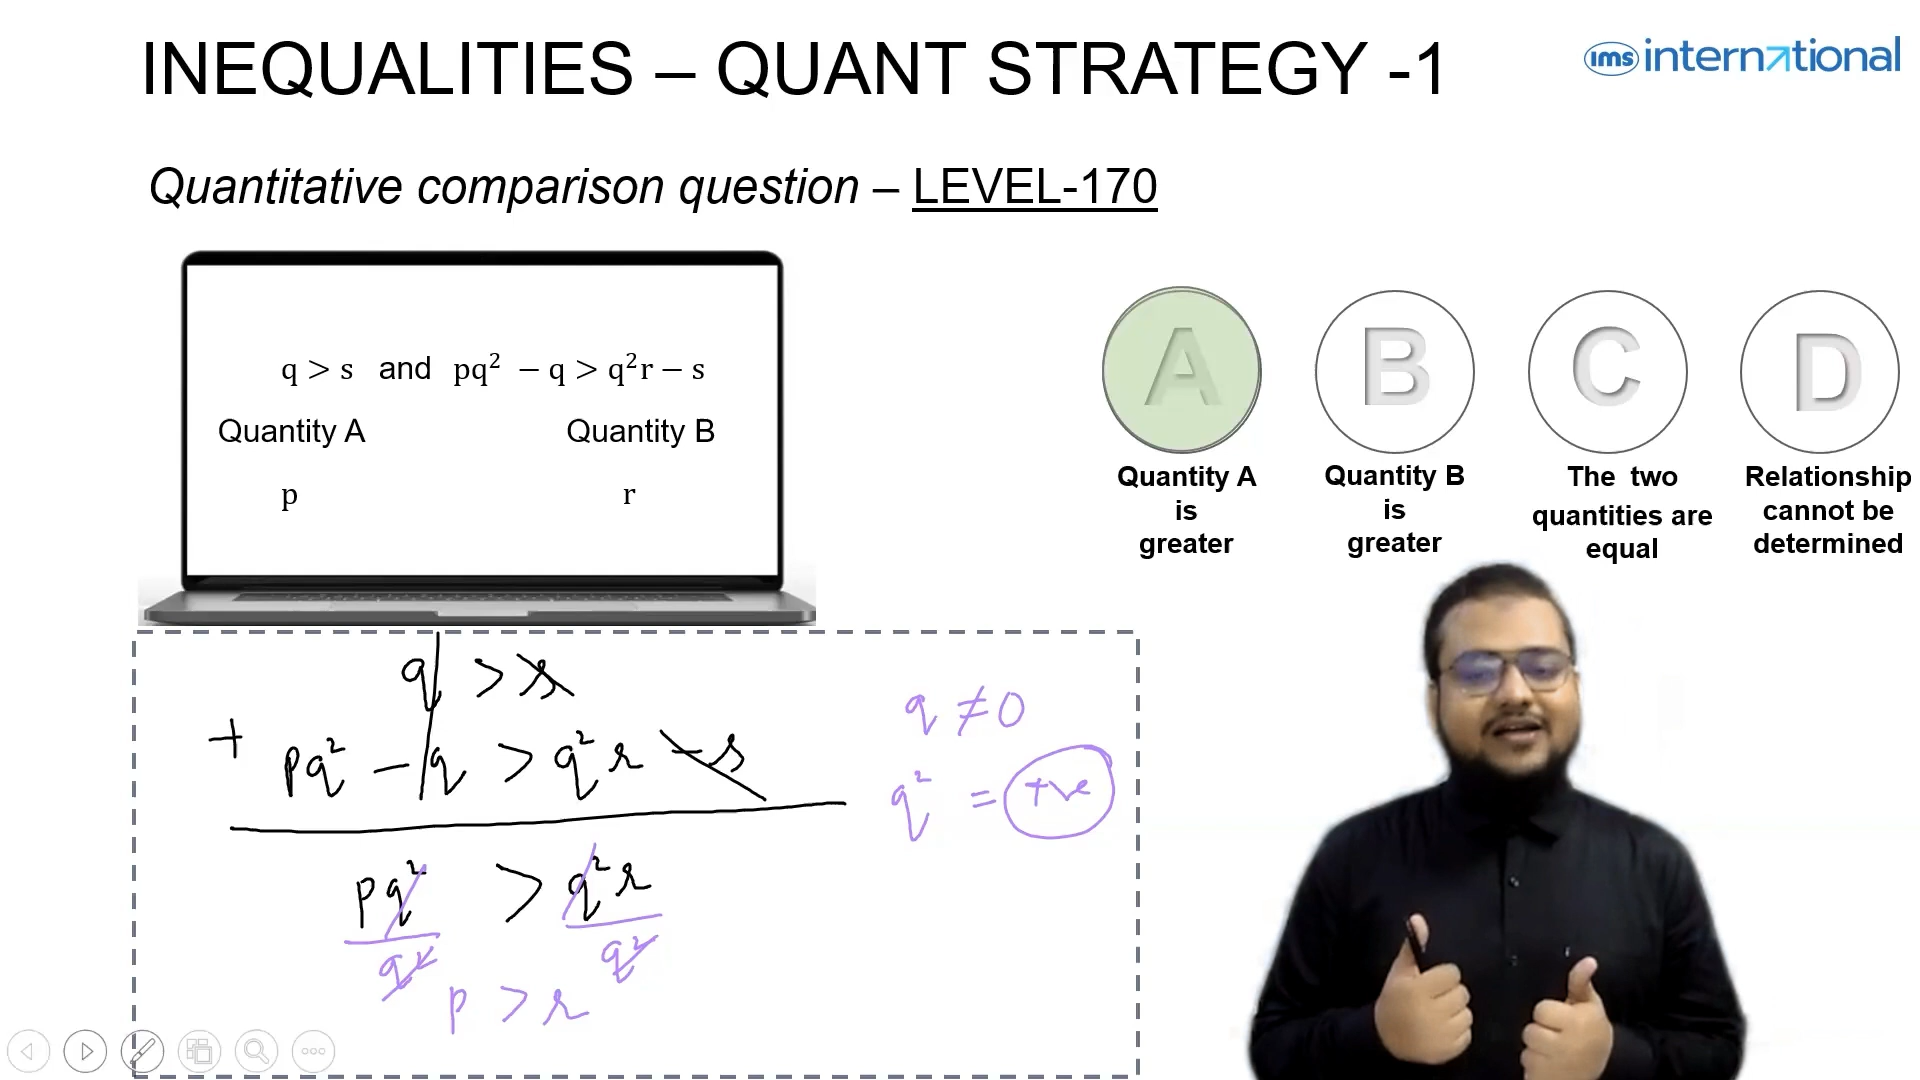 INEQUALITIES – QUANT STRATEGY -1
ims international
Quantitative comparison question – LEVEL-170
q > s and pq² − q > q²r − s
Quantity A Quantity B
p r
A B C D
Quantity A is greater
Quantity B is greater
The two quantities are equal
Relationship cannot be determined
q > s
+ pq² − q > q²r − s
pq² > q²r
q² q²
p > r
q ≠ 0
q² = +ve